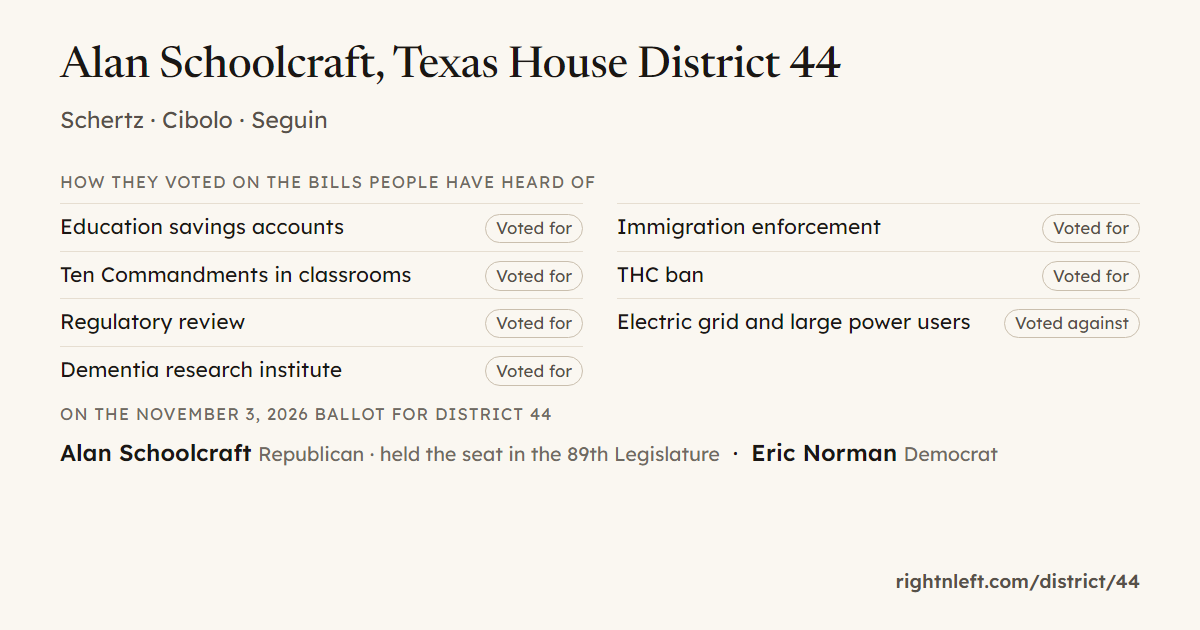 Alan Schoolcraft, Texas House District 44
Schertz · Cibolo · Seguin
HOW THEY VOTED ON THE BILLS PEOPLE HAVE HEARD OF
Education savings accounts Voted for
Ten Commandments in classrooms Voted for
Regulatory review Voted for
Dementia research institute Voted for
Immigration enforcement Voted for
THC ban Voted for
Electric grid and large power users Voted against
ON THE NOVEMBER 3, 2026 BALLOT FOR DISTRICT 44
Alan Schoolcraft Republican · held the seat in the 89th Legislature · Eric Norman Democrat
rightnleft.com/district/44